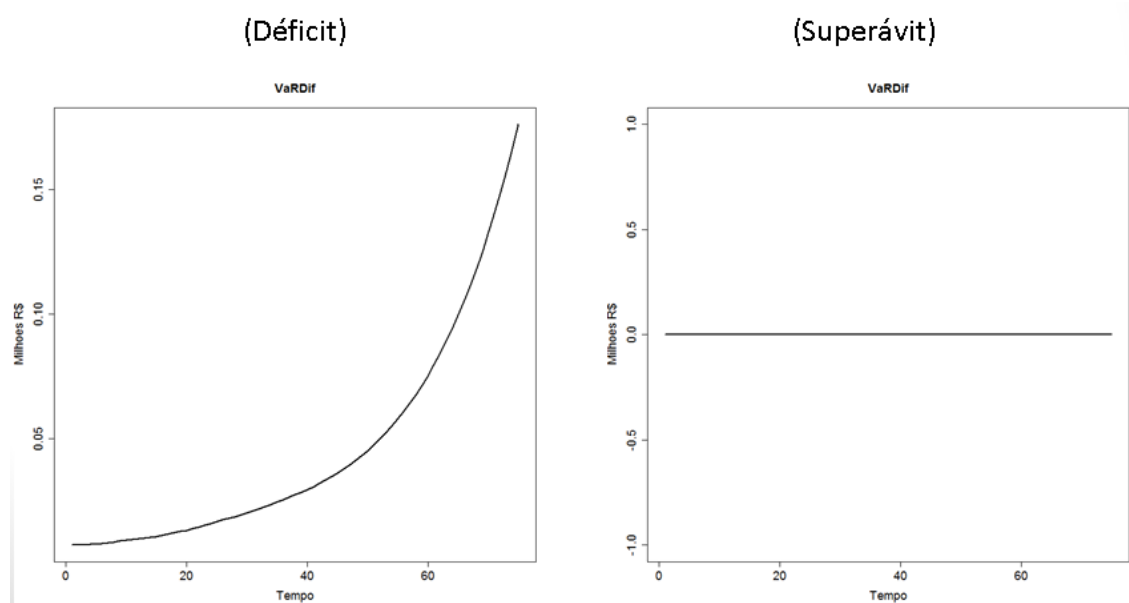 (Déficit)
VaRDif
Milhoes R$
0.15
0.10
0.05
0
20
40
60
Tempo
(Superávit)
VaRDif
Milhoes R$
1.0
0.5
0.0
-0.5
-1.0
0
20
40
60
Tempo